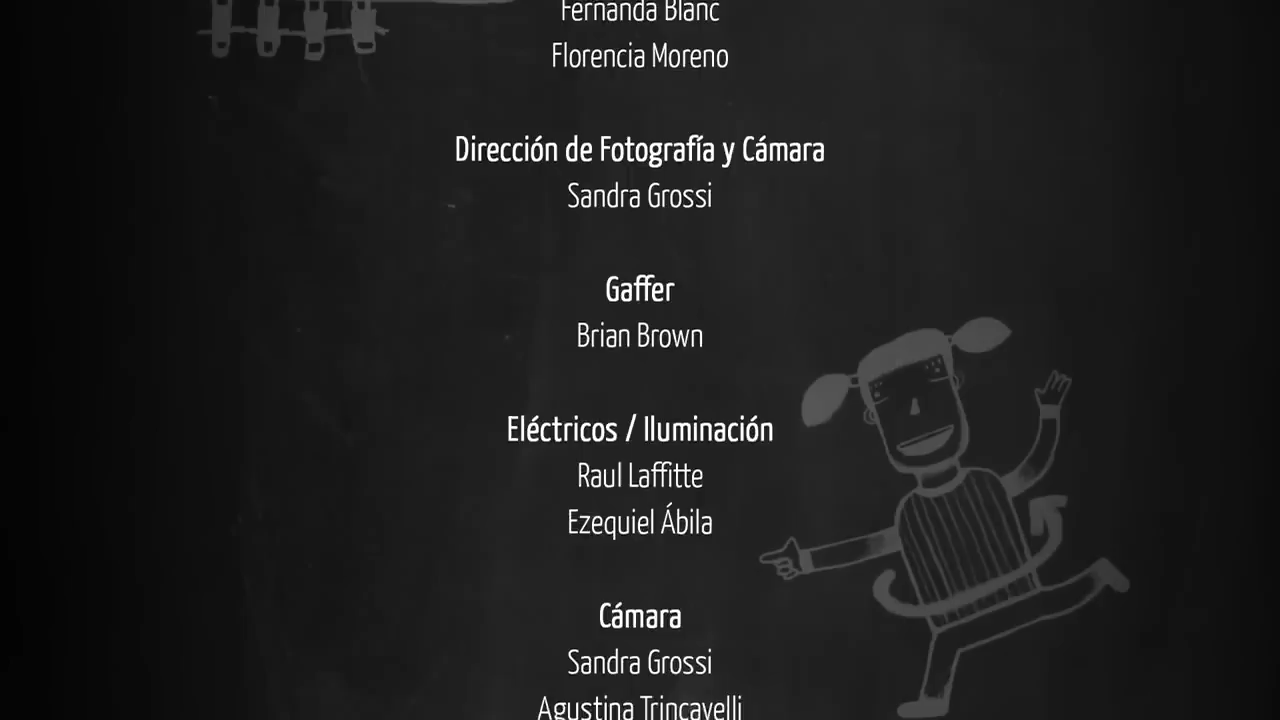 Fernanda Blanc
Florencia Moreno
Dirección de Fotografía y Cámara
Sandra Grossi
Gaffer
Brian Brown
Eléctricos / Iluminación
Raul Laffitte
Ezequiel Ábila
Cámara
Sandra Grossi
Agustina Trincavelli